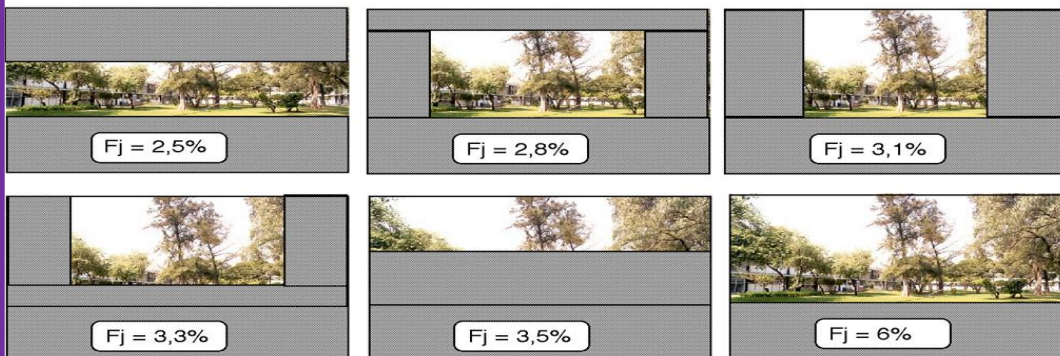 Fj = 2,5%
Fj = 2,8%
Fj = 3,1%
Fj = 3,3%
Fj = 3,5%
Fj = 6%